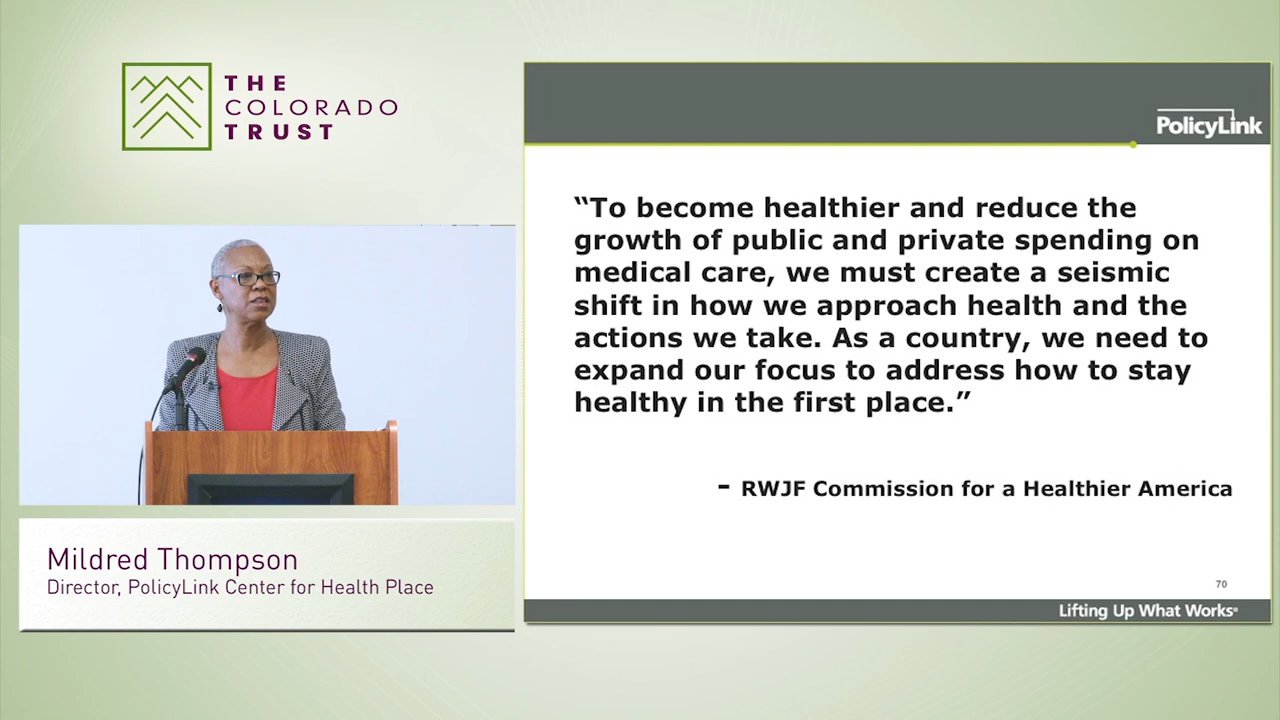 THE
COLORADO
TRUST
Mildred Thompson
Director, PolicyLink Center for Health Place
PolicyLink
“To become healthier and reduce the
growth of public and private spending on
medical care, we must create a seismic
shift in how we approach health and the
actions we take. As a country, we need to
expand our focus to address how to stay
healthy in the first place.”
- RWJF Commission for a Healthier America
70
Lifting Up What Works®